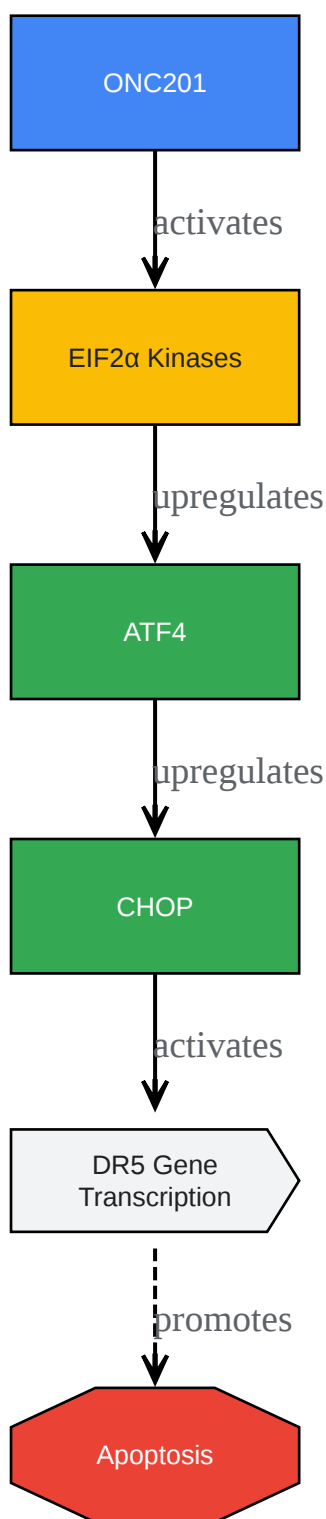 ONC201
activates
EIF2α Kinases
upregulates
ATF4
upregulates
CHOP
activates
DR5 Gene
Transcription
promotes
Apoptosis